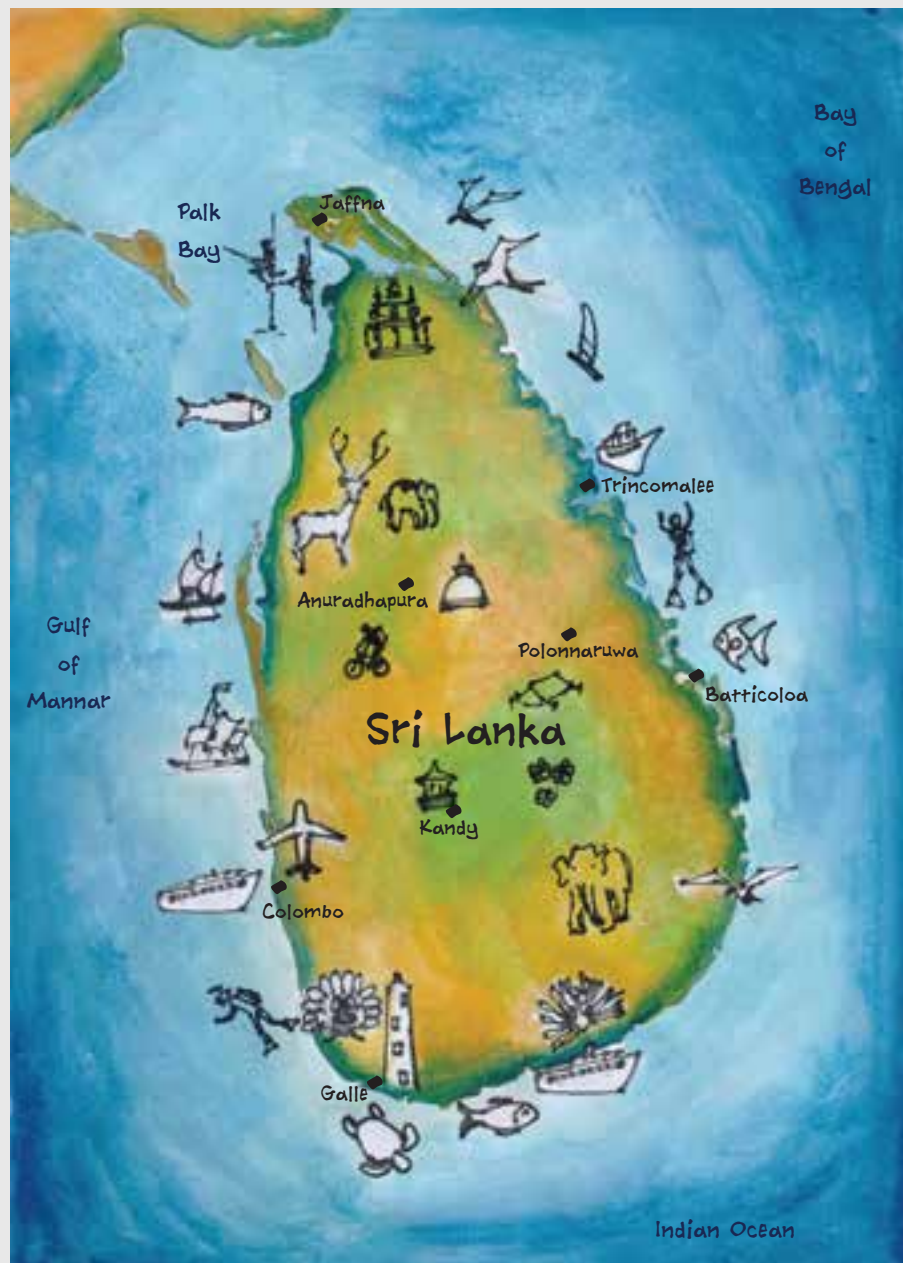 Bay
of
Bengal
Jaffna
Palk
Bay
Trincomalee
Anuradhapura
Gulf
of
Mannar
Polonnaruwa
Batticoloa
Sri Lanka
Kandy
Colombo
Galle
Indian Ocean